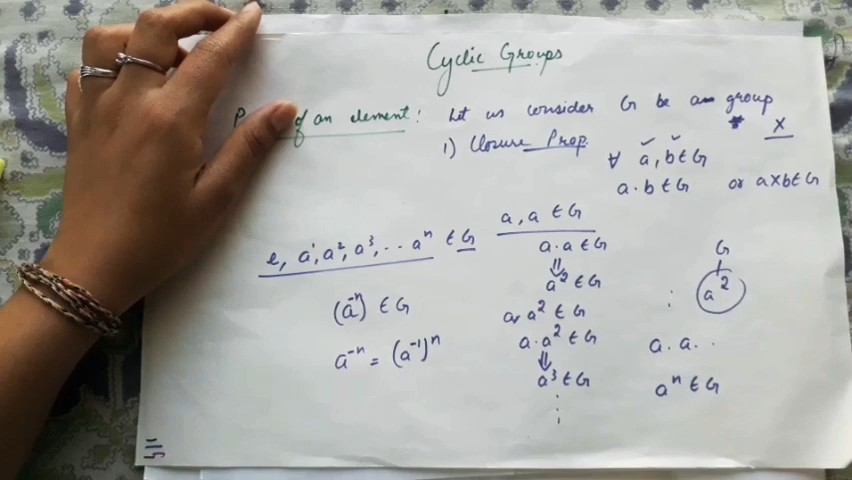 Cyclic Groups
P of an element : Let us consider G be a group
* X
1) Closure Prop.
∀ a, b ∈ G
a . b ∈ G or a x b ∈ G
a, a ∈ G
e, a¹, a², a³, ... aⁿ ∈ G
a . a ∈ G
⇓
a² ∈ G
G
a²
(a⁻ⁿ) ∈ G
a, a² ∈ G
a . a² ∈ G
a . a . . .
a⁻ⁿ = (a⁻¹)ⁿ
⇓
a³ ∈ G
aⁿ ∈ G